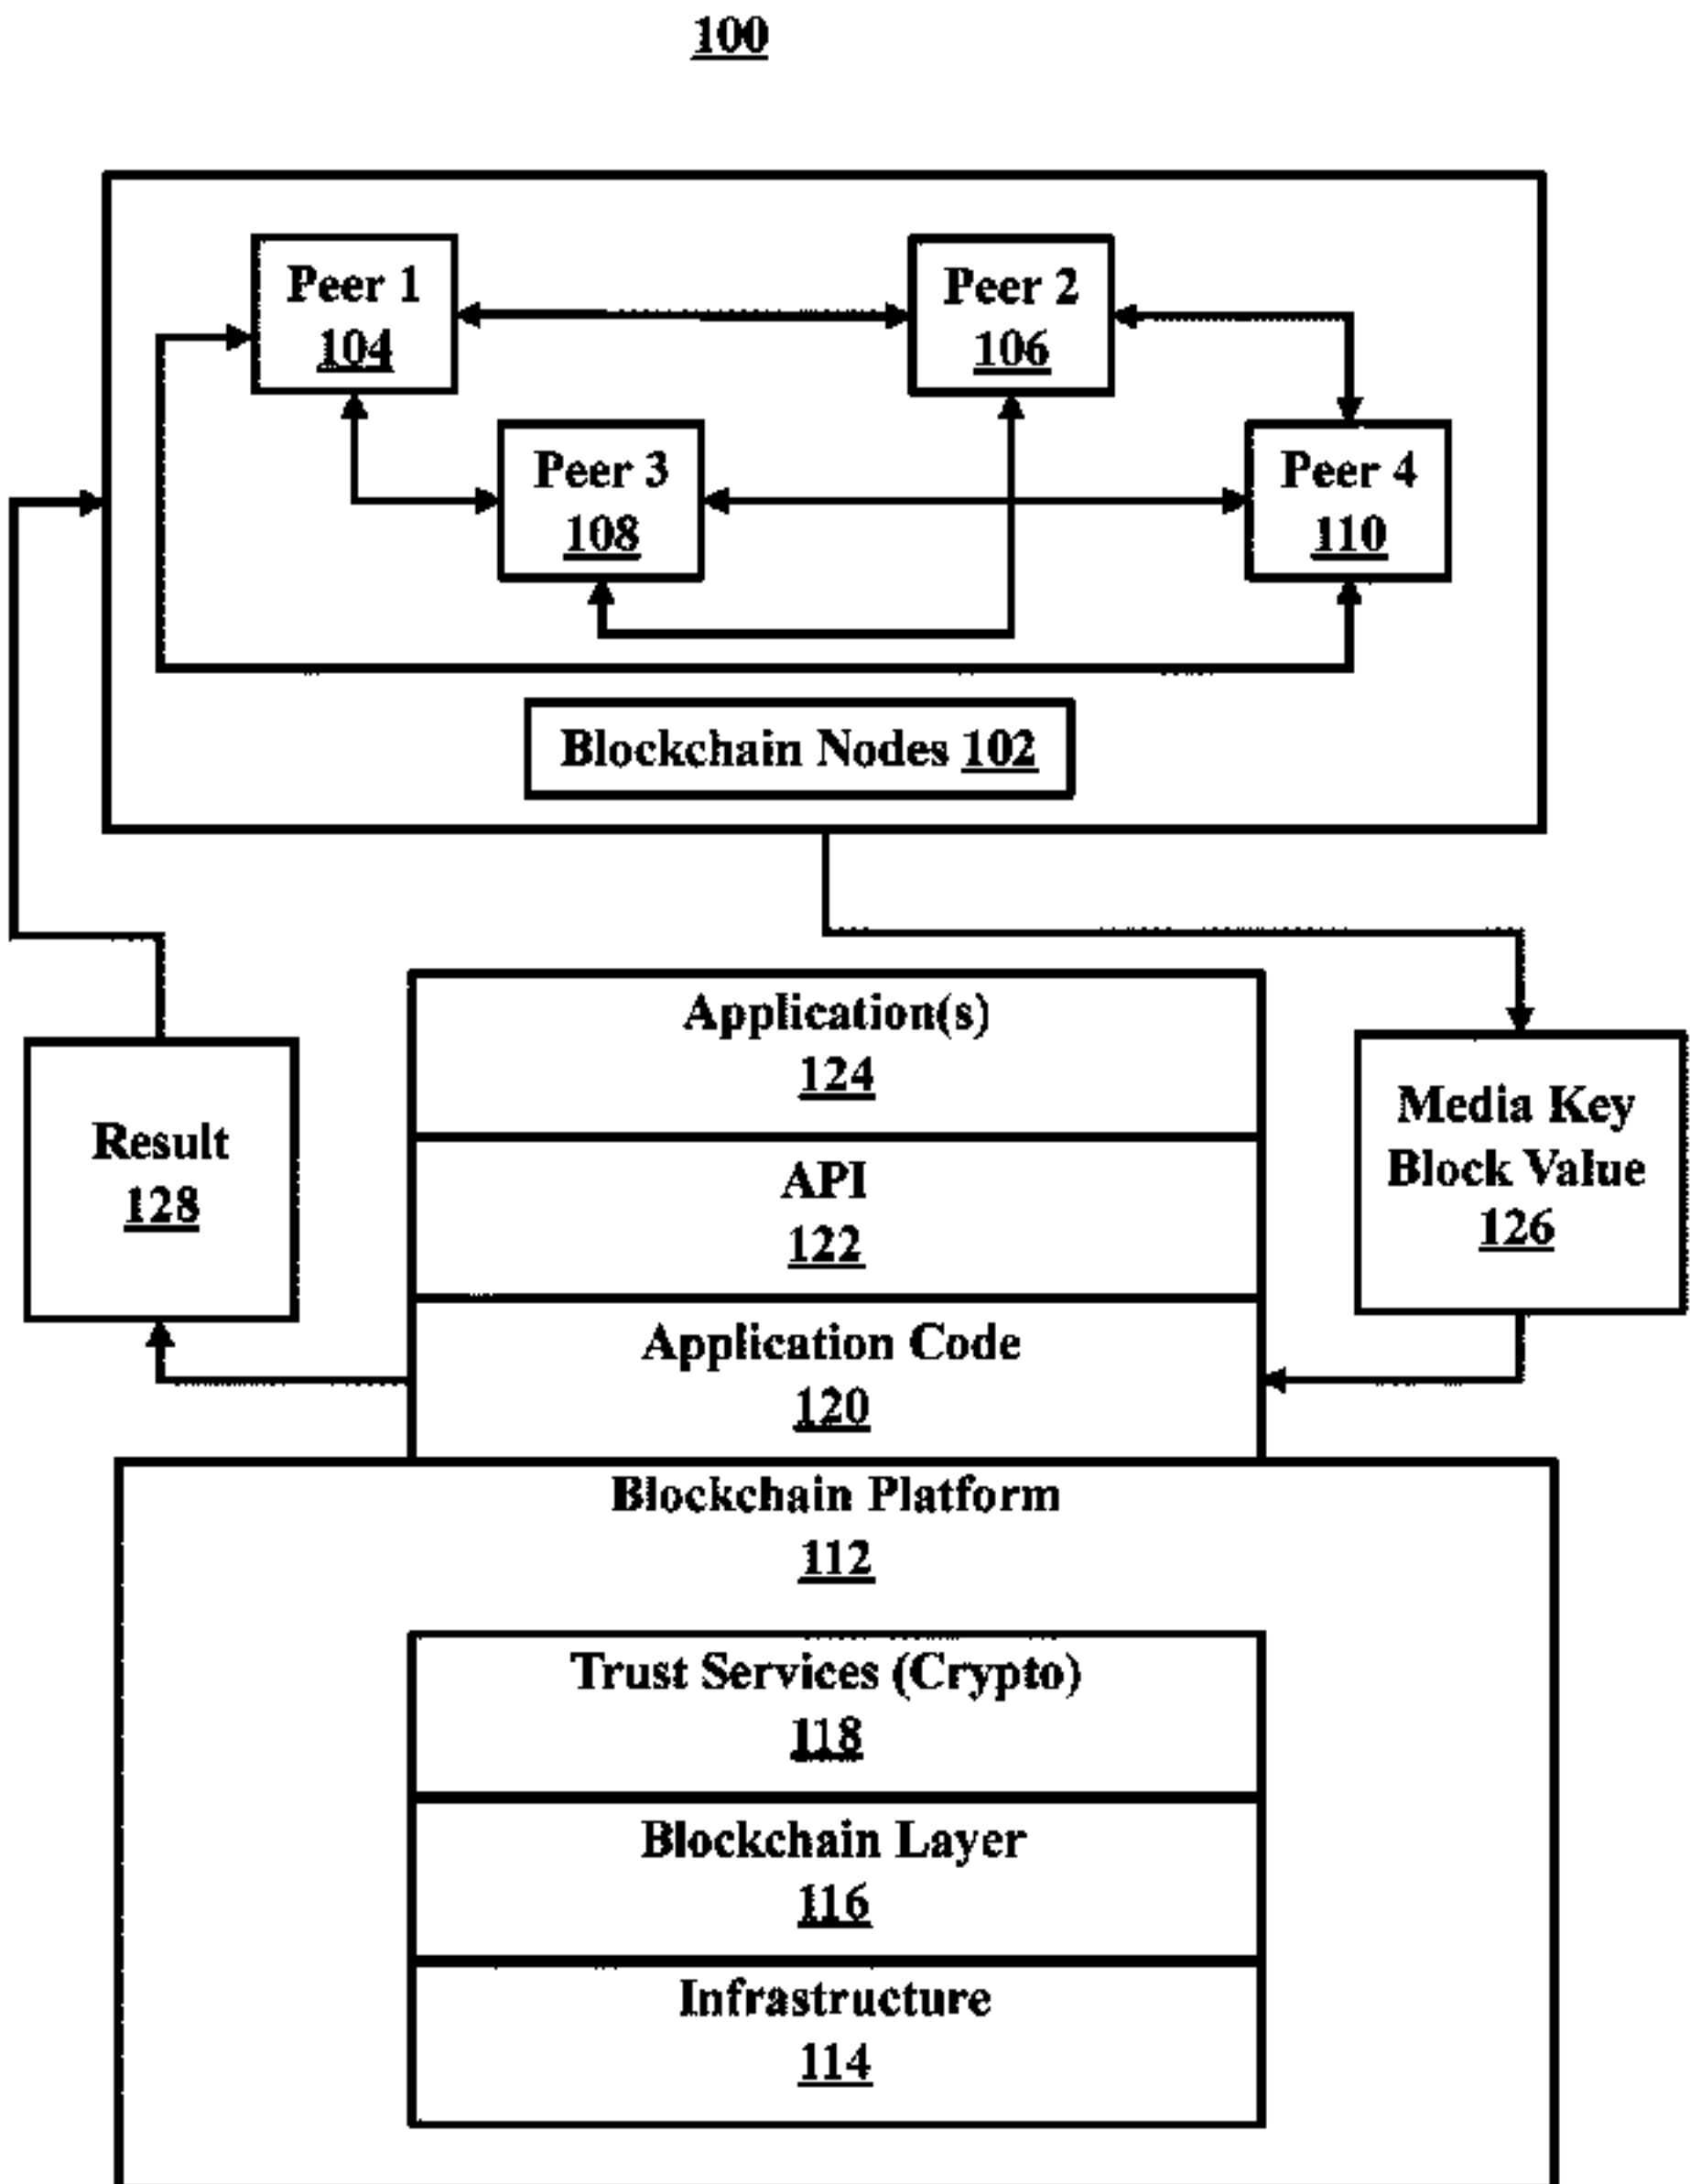 100
Peer 1
104
Peer 2
106
Peer 3
108
Peer 4
110
Blockchain Nodes 102
Application(s)
124
API
122
Application Code
120
Result
128
Media Key
Block Value
126
Blockchain Platform
112
Trust Services (Crypto)
118
Blockchain Layer
116
Infrastructure
114